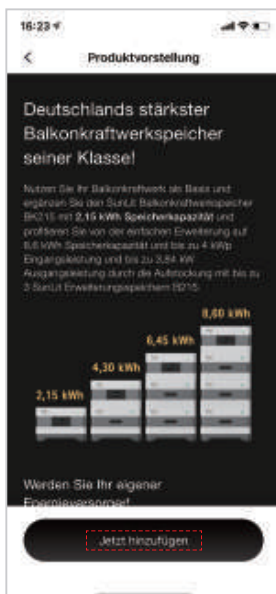 16:23
Produktvorstellung
Deutschlands stärkster
Balkonkraftwerkspeicher
seiner Klasse!
Nutzen Sie Ihr Balkonkraftwerk als Basis und
ergänzen Sie den SunLit Balkonkraftwerkspeicher
BK215 mit 2,15 kWh Speicherkapazität und
profitieren Sie von der einfachen Erweiterung auf
8,6 kWh Speicherkapazität und bis zu 4 kWp
Eingangsleistung und bis zu 3,84 kW
Ausgangsleistung durch die Aufstockung mit bis zu
3 SunLit Erweiterungsspeichern B215.
8,60 kWh
6,45 kWh
4,30 kWh
2,15 kWh
Werden Sie Ihr eigener
Energieversorger!
Jetzt hinzufügen